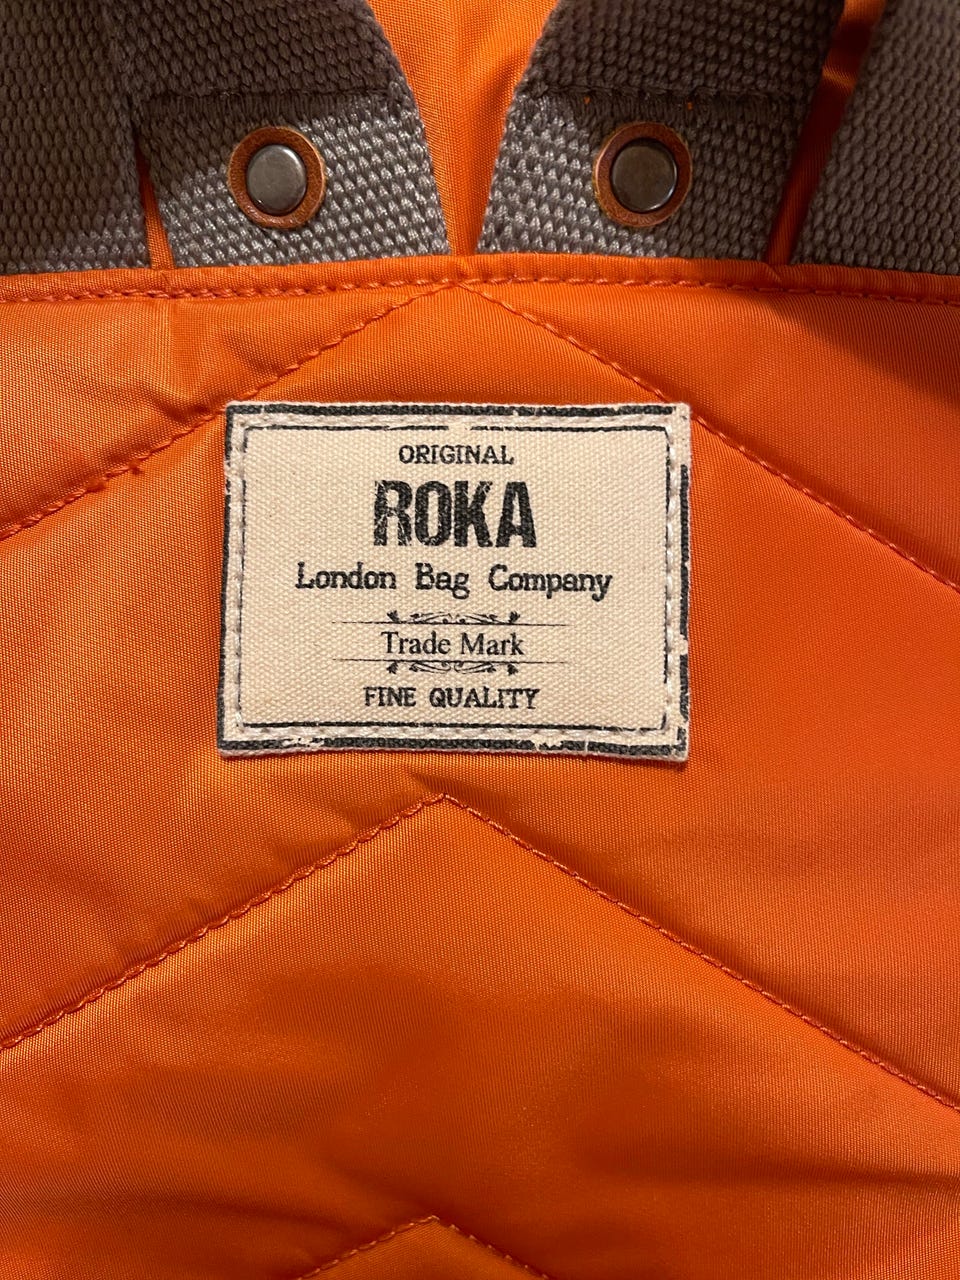 ORIGINAL
ROKA
London Bag Company
Trade Mark
FINE QUALITY